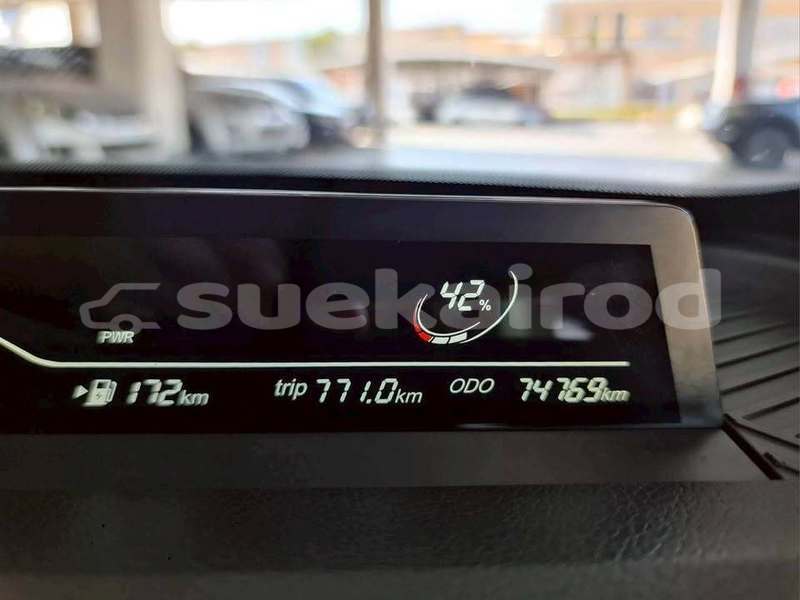 42%
suekairod
PWR
172km trip 771.0km ODO 74769km